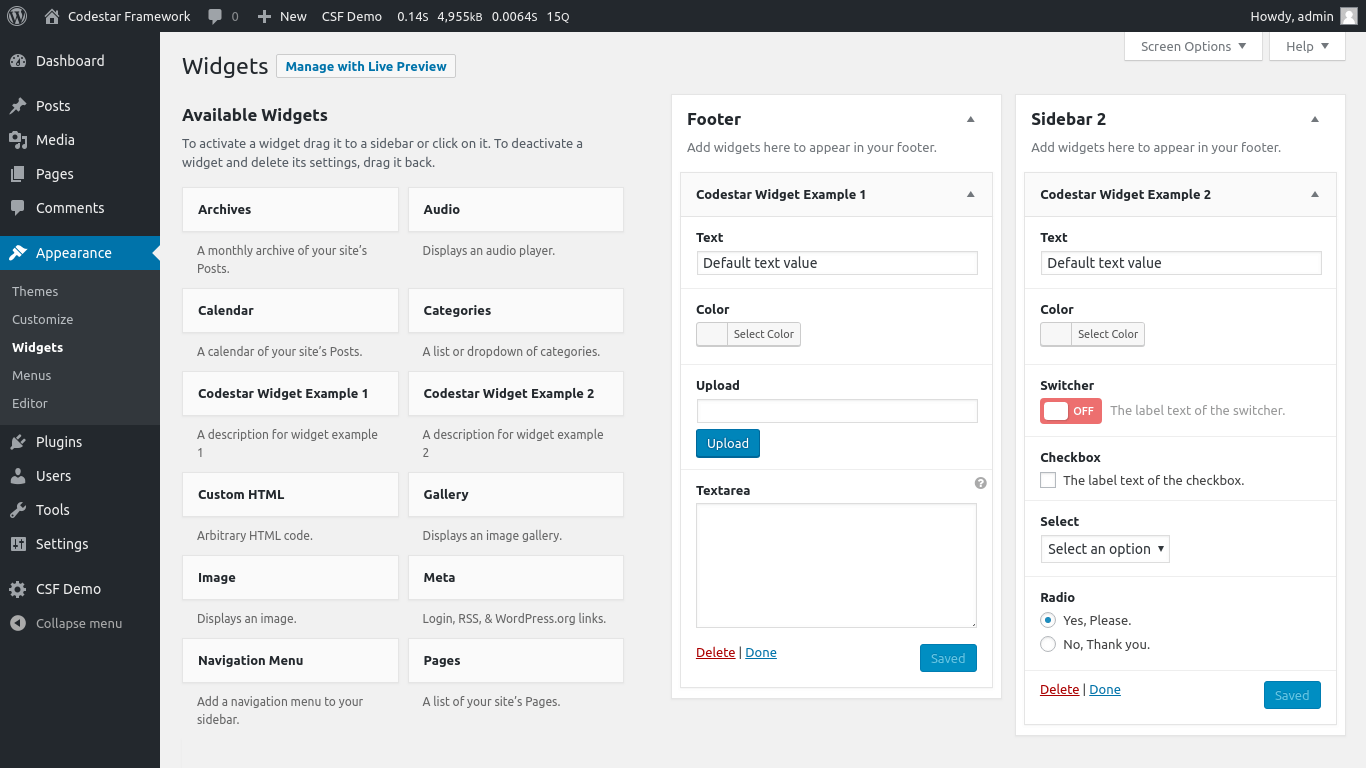 Codestar Framework
0
New
CSF Demo
0.14S 4,955KB 0.0064S 15Q
Howdy, admin
Dashboard
Posts
Media
Pages
Comments
Appearance
Themes
Customize
Widgets
Menus
Editor
Plugins
Users
Tools
Settings
CSF Demo
Collapse menu
Screen Options
Help
Widgets
Manage with Live Preview
Available Widgets
To activate a widget drag it to a sidebar or click on it. To deactivate a
widget and delete its settings, drag it back.
Archives
A monthly archive of your site’s
Posts.
Audio
Displays an audio player.
Calendar
A calendar of your site’s Posts.
Categories
A list or dropdown of categories.
Codestar Widget Example 1
A description for widget example
1
Codestar Widget Example 2
A description for widget example
2
Custom HTML
Arbitrary HTML code.
Gallery
Displays an image gallery.
Image
Displays an image.
Meta
Login, RSS, & WordPress.org links.
Navigation Menu
Add a navigation menu to your
sidebar.
Pages
A list of your site’s Pages.
Footer
Add widgets here to appear in your footer.
Codestar Widget Example 1
Text
Default text value
Color
Select Color
Upload
Upload
Textarea
?
Delete | Done
Saved
Sidebar 2
Add widgets here to appear in your footer.
Codestar Widget Example 2
Text
Default text value
Color
Select Color
Switcher
OFF
The label text of the switcher.
Checkbox
The label text of the checkbox.
Select
Select an option
Radio
Yes, Please.
No, Thank you.
Delete | Done
Saved